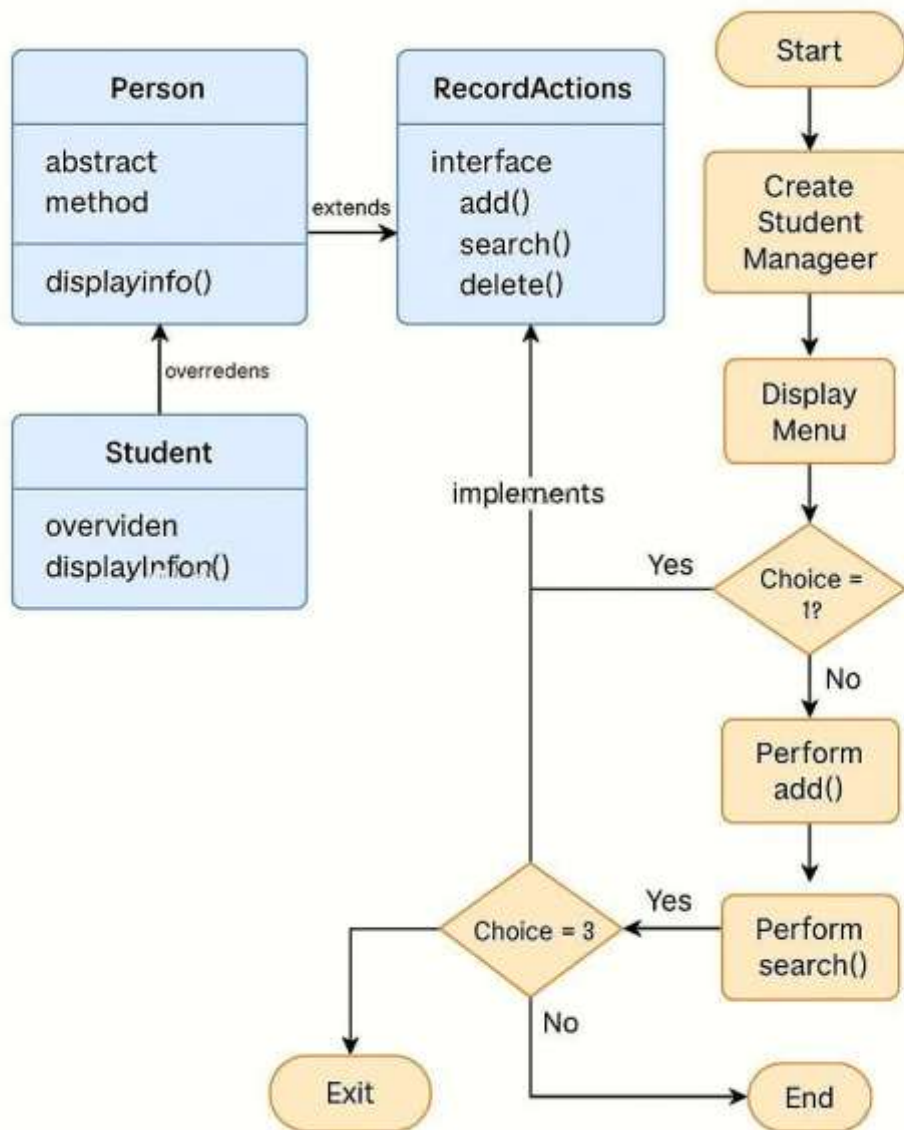 Person
abstract
method
displayinfo()
extends
RecordActions
interface
add()
search()
delete()
overredens
Student
overviden
displayInfon()
implements
Start
Create
Student
Manageer
Display
Menu
Choice =
1?
Yes
No
Perform
add()
Perform
search()
Yes
Choice = 3
No
Exit
End